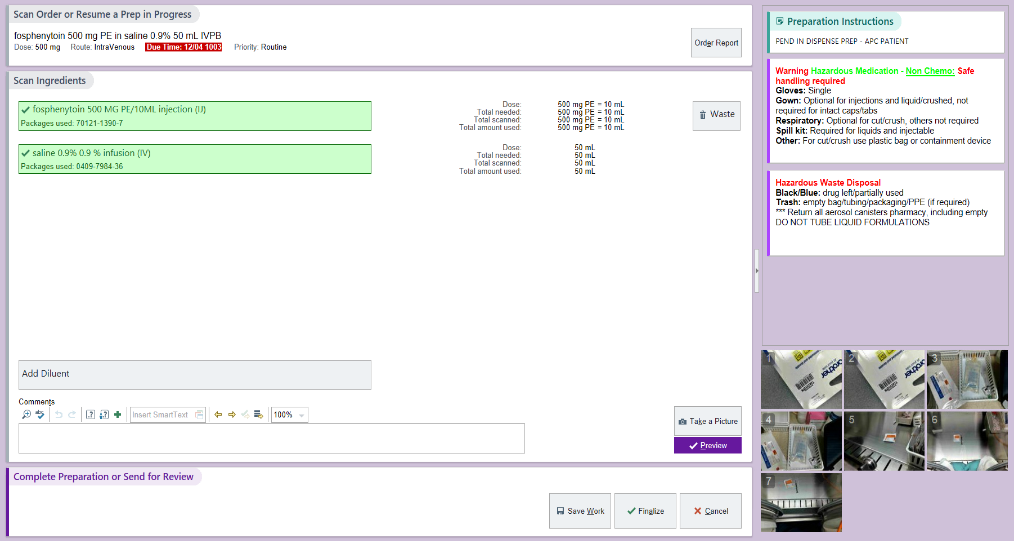 Scan Order or Resume a Prep in Progress
fosphenytoin 500 mg PE in saline 0.9% 50 mL IVPB
Dose: 500 mg Route: IntraVenous Due Time: 12/04 1003 Priority: Routine
Order Report
Scan Ingredients
fosphenytoin 500 MG PE/10ML injection (IJ)
Packages used: 70121-1390-7
Dose: 500 mg PE = 10 mL
Total needed: 500 mg PE = 10 mL
Total scanned: 500 mg PE = 10 mL
Total amount used: 500 mg PE = 10 mL
Waste
saline 0.9% 0.9 % infusion (IV)
Packages used: 0409-7984-36
Dose: 50 mL
Total needed: 50 mL
Total scanned: 50 mL
Total amount used: 50 mL
Add Diluent
Comments
Insert SmartText
100%
Take a Picture
Preview
Complete Preparation or Send for Review
Save Work
Finalize
Cancel
Preparation Instructions
PEND IN DISPENSE PREP - APC PATIENT
Warning Hazardous Medication - Non Chemo: Safe
handling required
Gloves: Single
Gown: Optional for injections and liquid/crushed, not
required for intact caps/tabs
Respiratory: Optional for cut/crush, others not required
Spill kit: Required for liquids and injectable
Other: For cut/crush use plastic bag or containment device
Hazardous Waste Disposal
Black/Blue: drug left/partially used
Trash: empty bag/tubing/packaging/PPE (if required)
*** Return all aerosol canisters pharmacy, including empty
DO NOT TUBE LIQUID FORMULATIONS
1
2
3
4
5
6
7
brother